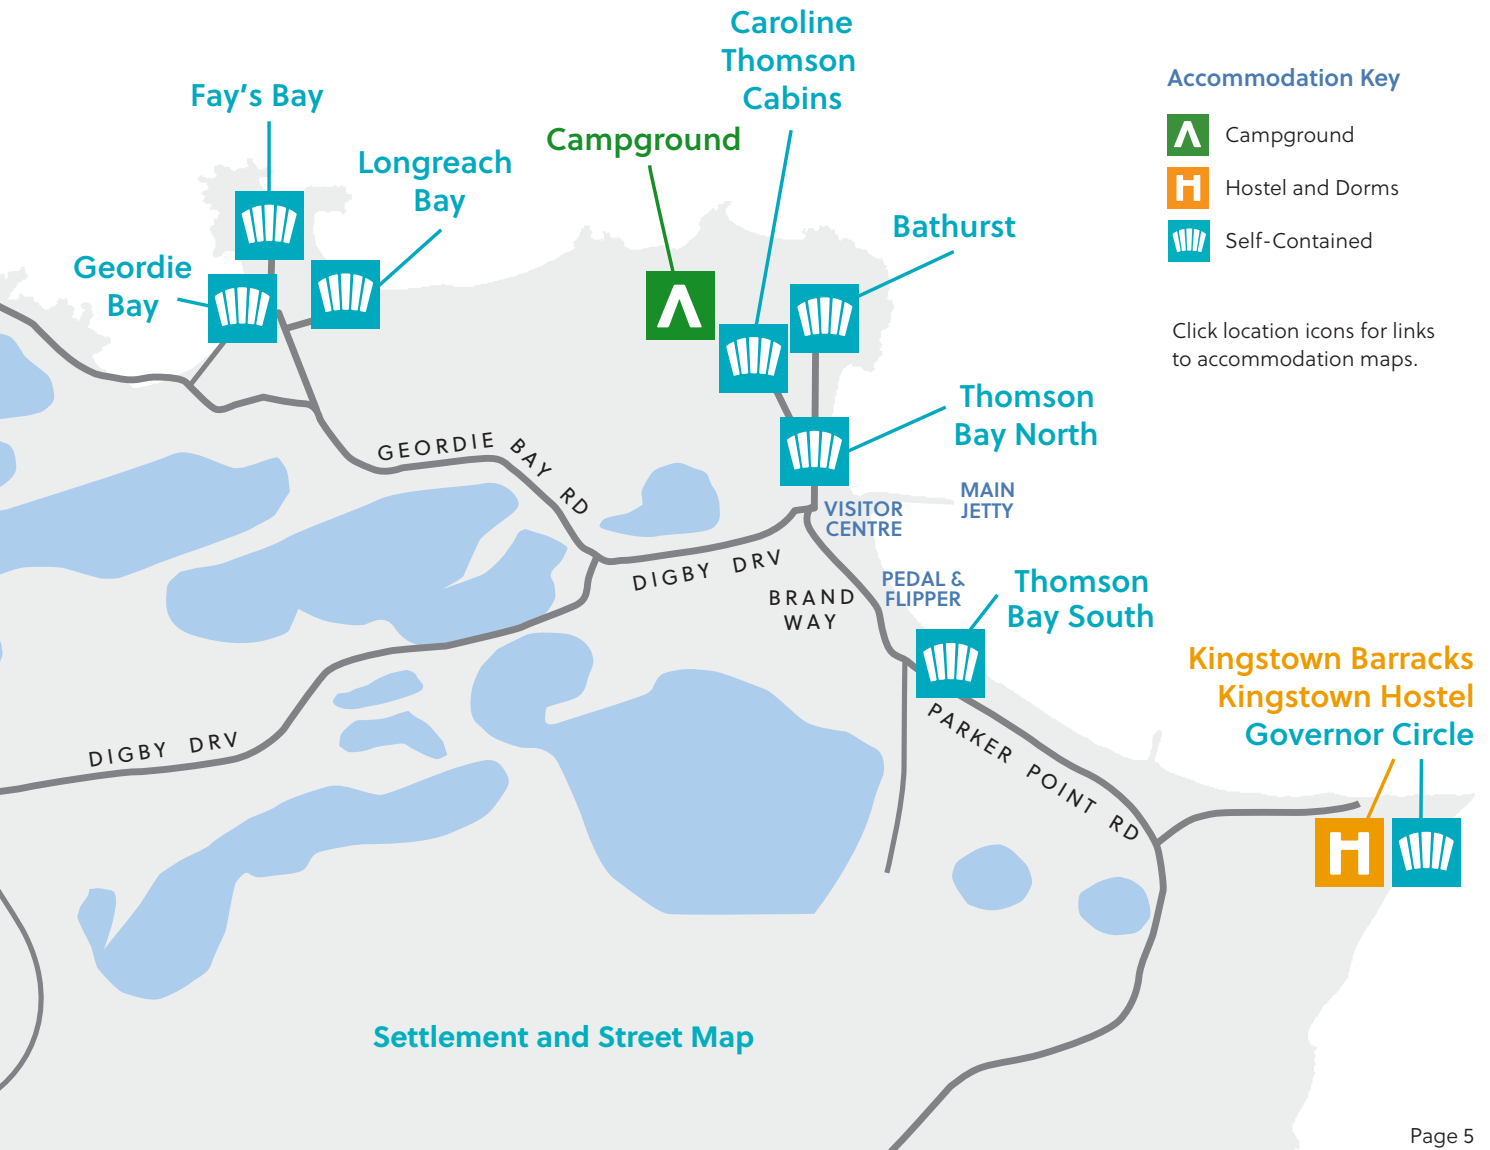 Caroline
Thomson
Cabins
Accommodation Key
Campground
Hostel and Dorms
Self-Contained
Click location icons for links
to accommodation maps.
Fay's Bay
Longreach
Bay
Campground
Bathurst
Geordie
Bay
Thomson
Bay North
GEORDIE BAY RD
MAIN
JETTY
VISITOR
CENTRE
DIGBY DRV
BRAND
WAY
PEDAL &
FLIPPER
Thomson
Bay South
Kingstown Barracks
Kingstown Hostel
Governor Circle
PARKER POINT RD
DIGBY DRV
Settlement and Street Map
Page 5